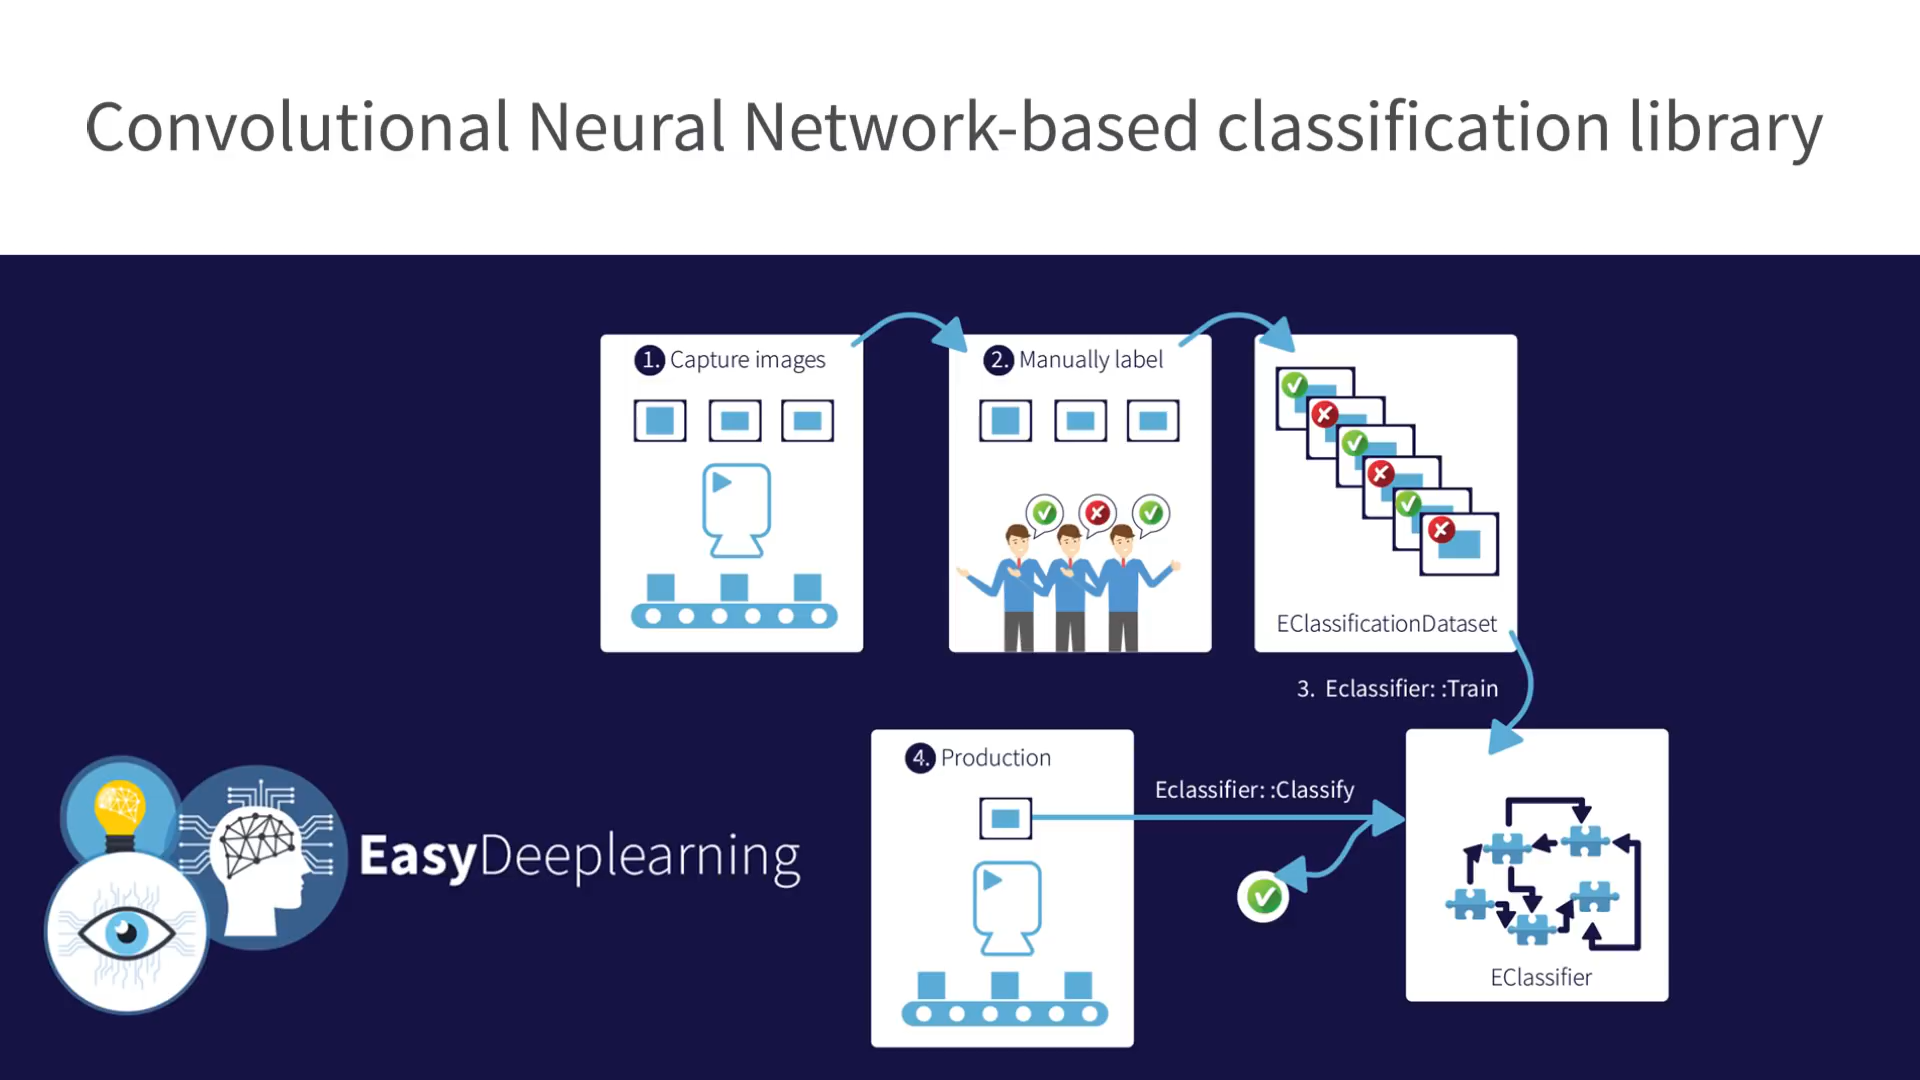 Convolutional Neural Network-based classification library
1. Capture images
2. Manually label
EClassificationDataset
3. Eclassifier: :Train
4. Production
Eclassifier: :Classify
EasyDeeplearning
EClassifier